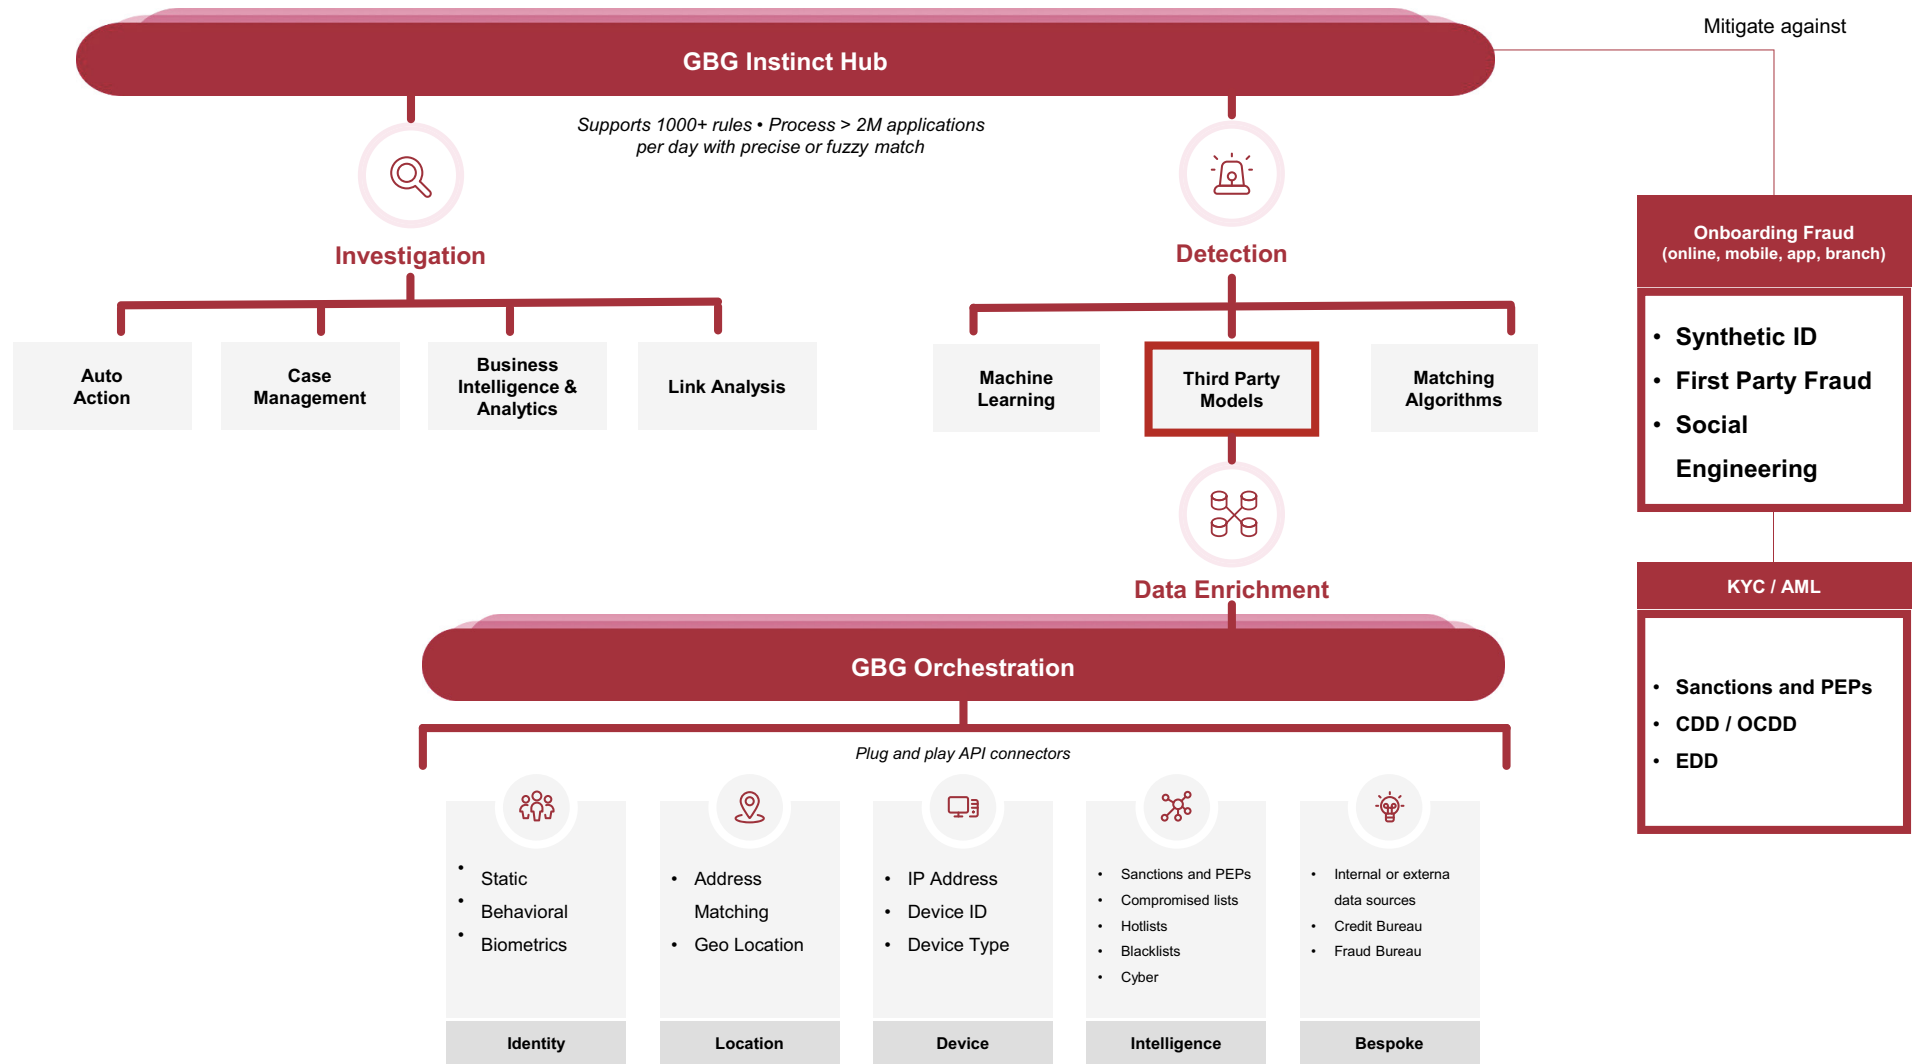 Mitigate against
GBG Instinct Hub
Supports 1000+ rules • Process > 2M applications
per day with precise or fuzzy match
Investigation
Detection
Auto
Action
Case
Management
Business
Intelligence &
Analytics
Link Analysis
Machine
Learning
Third Party
Models
Matching
Algorithms
Data Enrichment
GBG Orchestration
Plug and play API connectors
• Static
• Behavioral
• Biometrics
Identity
• Address
Matching
• Geo Location
Location
• IP Address
• Device ID
• Device Type
Device
• Sanctions and PEPs
• Compromised lists
• Hotlists
• Blacklists
• Cyber
Intelligence
• Internal or externa
data sources
• Credit Bureau
• Fraud Bureau
Bespoke
Onboarding Fraud
(online, mobile, app, branch)
• Synthetic ID
• First Party Fraud
• Social
Engineering
KYC / AML
• Sanctions and PEPs
• CDD / OCDD
• EDD